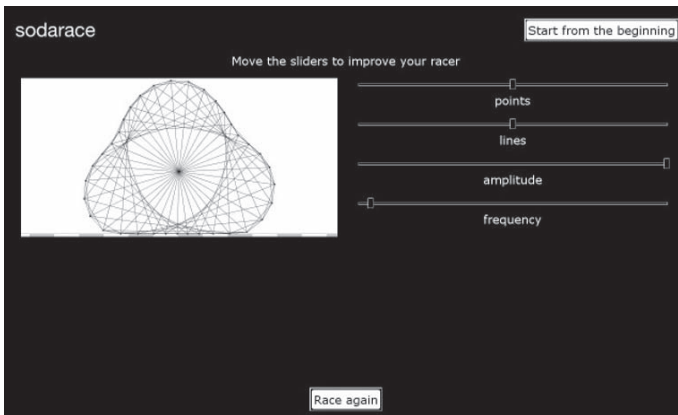 sodarace
Start from the beginning
Move the sliders to improve your racer
points
lines
amplitude
frequency
Race again